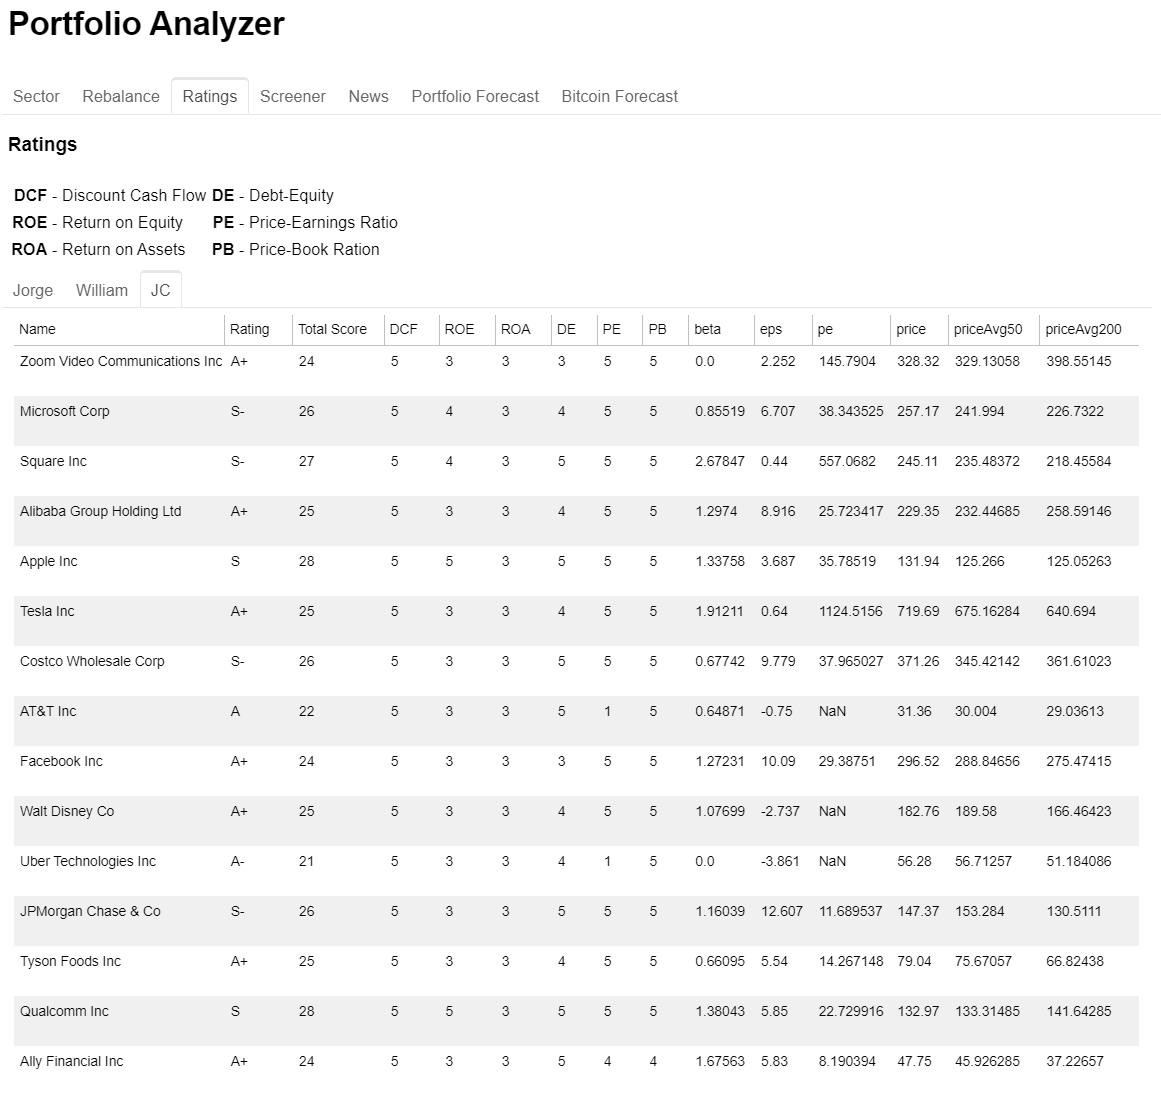 Portfolio Analyzer
Sector Rebalance Ratings Screener News Portfolio Forecast Bitcoin Forecast
Ratings
DCF - Discount Cash Flow DE - Debt-Equity
ROE - Return on Equity PE - Price-Earnings Ratio
ROA - Return on Assets PB - Price-Book Ration
Jorge William JC
Name Rating Total Score DCF ROE ROA DE PE PB beta eps pe price priceAvg50 priceAvg200
Zoom Video Communications Inc A+ 24 5 3 3 3 5 5 0.0 2.252 145.7904 328.32 329.13058 398.55145
Microsoft Corp S- 26 5 4 3 4 5 5 0.85519 6.707 38.343525 257.17 241.994 226.7322
Square Inc S- 27 5 4 3 5 5 5 2.67847 0.44 557.0682 245.11 235.48372 218.45584
Alibaba Group Holding Ltd A+ 25 5 3 3 4 5 5 1.2974 8.916 25.723417 229.35 232.44685 258.59146
Apple Inc S 28 5 5 3 5 5 5 1.33758 3.687 35.78519 131.94 125.266 125.05263
Tesla Inc A+ 25 5 3 3 4 5 5 1.91211 0.64 1124.5156 719.69 675.16284 640.694
Costco Wholesale Corp S- 26 5 3 3 5 5 5 0.67742 9.779 37.965027 371.26 345.42142 361.61023
AT&T Inc A 22 5 3 3 5 1 5 0.64871 -0.75 NaN 31.36 30.004 29.03613
Facebook Inc A+ 24 5 3 3 3 5 5 1.27231 10.09 29.38751 296.52 288.84656 275.47415
Walt Disney Co A+ 25 5 3 3 4 5 5 1.07699 -2.737 NaN 182.76 189.58 166.46423
Uber Technologies Inc A- 21 5 3 3 4 1 5 0.0 -3.861 NaN 56.28 56.71257 51.184086
JPMorgan Chase & Co S- 26 5 3 3 5 5 5 1.16039 12.607 11.689537 147.37 153.284 130.5111
Tyson Foods Inc A+ 25 5 3 3 4 5 5 0.66095 5.54 14.267148 79.04 75.67057 66.82438
Qualcomm Inc S 28 5 5 3 5 5 5 1.38043 5.85 22.729916 132.97 133.31485 141.64285
Ally Financial Inc A+ 24 5 3 3 5 4 4 1.67563 5.83 8.190394 47.75 45.926285 37.22657